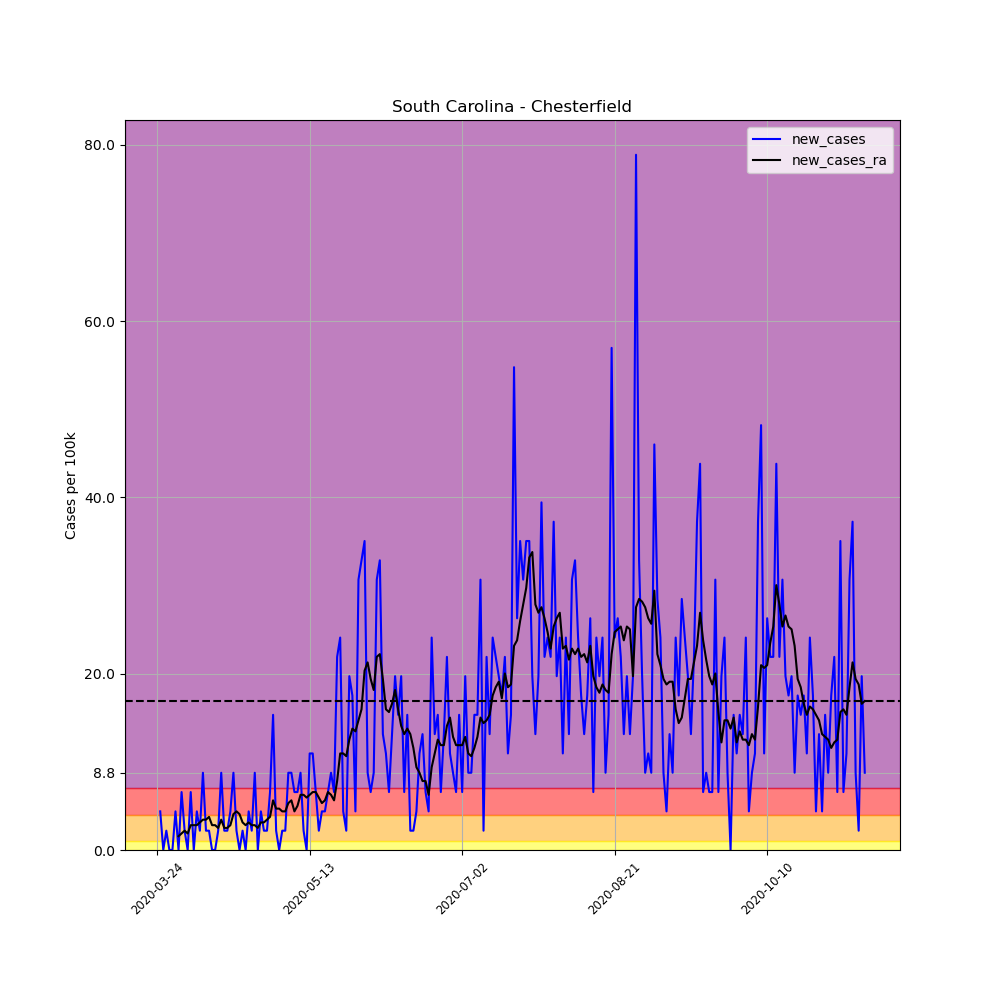 South Carolina - Chesterfield
new_cases
new_cases_ra
Cases per 100k
80.0
60.0
40.0
20.0
8.8
0.0
2020-03-24
2020-05-13
2020-07-02
2020-08-21
2020-10-10